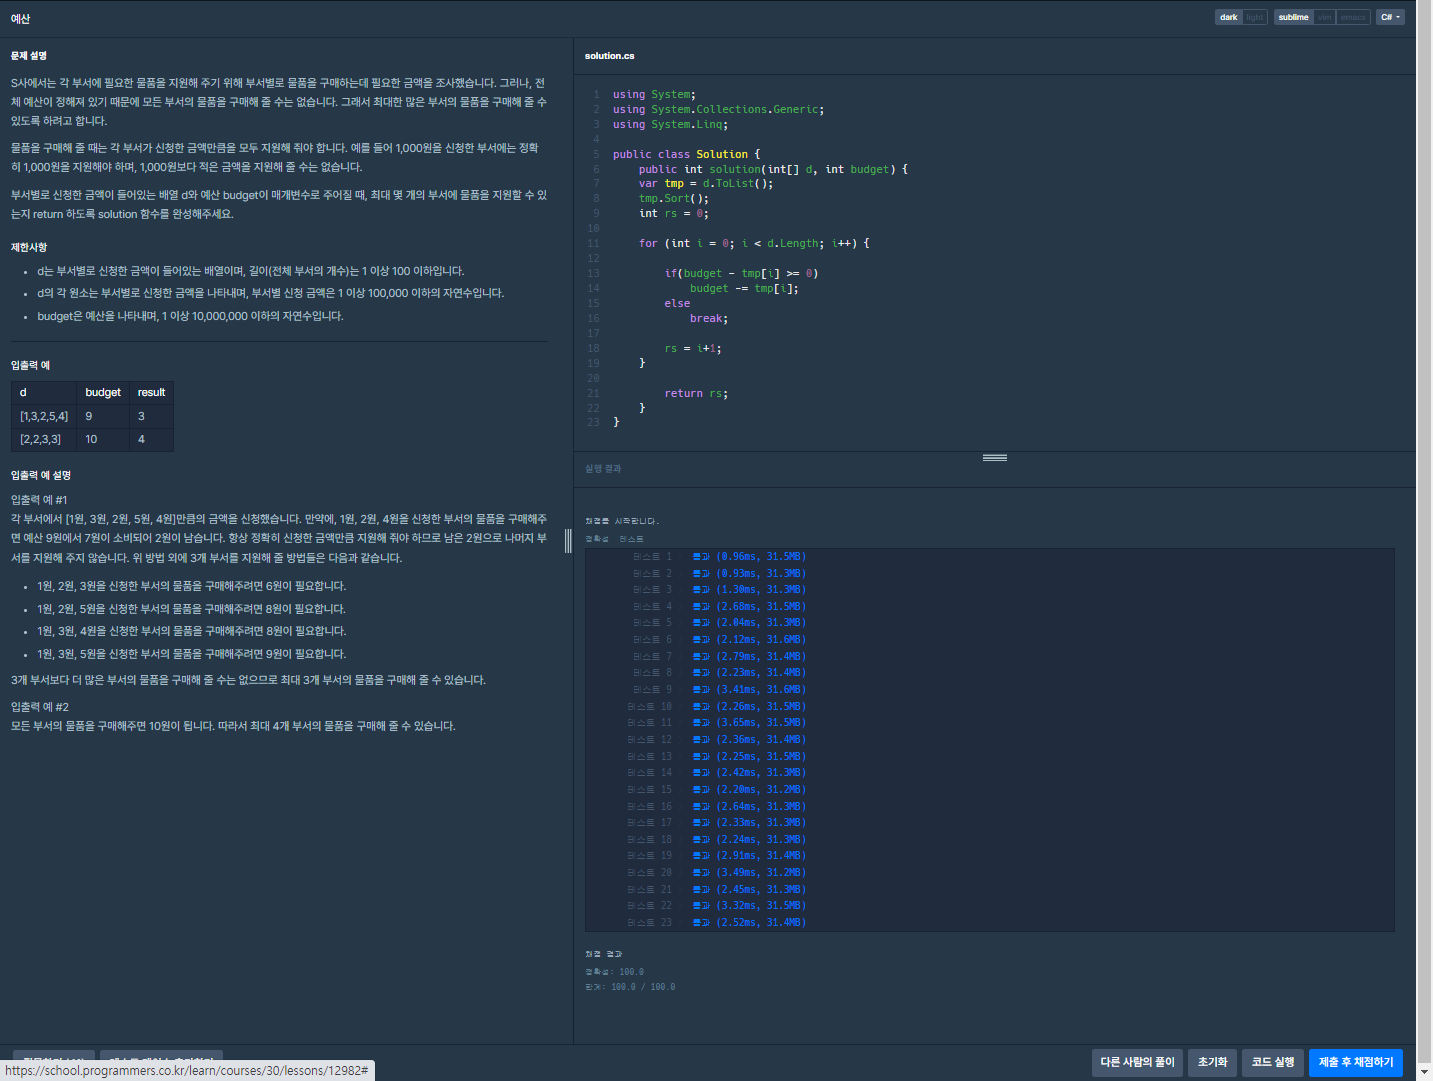 예산
dark light sublime vim emacs C#
문제 설명
S사에서는 각 부서에 필요한 물품을 지원해 주기 위해 부서별로 물품을 구매하는데 필요한 금액을 조사했습니다. 그러나, 전
체 예산이 정해져 있기 때문에 모든 부서의 물품을 구매해 줄 수는 없습니다. 그래서 최대한 많은 부서의 물품을 구매해 줄 수
있도록 하려고 합니다.
물품을 구매해 줄 때는 각 부서가 신청한 금액만큼을 모두 지원해 줘야 합니다. 예를 들어 1,000원을 신청한 부서에는 정확
히 1,000원을 지원해야 하며, 1,000원보다 적은 금액을 지원해 줄 수는 없습니다.
부서별로 신청한 금액이 들어있는 배열 d와 예산 budget이 매개변수로 주어질 때, 최대 몇 개의 부서에 물품을 지원할 수 있
는지 return 하도록 solution 함수를 완성해주세요.
제한사항
• d는 부서별로 신청한 금액이 들어있는 배열이며, 길이(전체 부서의 개수)는 1 이상 100 이하입니다.
• d의 각 원소는 부서별로 신청한 금액을 나타내며, 부서별 신청 금액은 1 이상 100,000 이하의 자연수입니다.
• budget은 예산을 나타내며, 1 이상 10,000,000 이하의 자연수입니다.
입출력 예
d budget result
[1,3,2,5,4] 9 3
[2,2,3,3] 10 4
입출력 예 설명
입출력 예 #1
각 부서에서 [1원, 3원, 2원, 5원, 4원]만큼의 금액을 신청했습니다. 만약에, 1원, 2원, 4원을 신청한 부서의 물품을 구매해주
면 예산 9원에서 7원이 소비되어 2원이 남습니다. 항상 정확히 신청한 금액만큼 지원해 줘야 하므로 남은 2원으로 나머지 부
서를 지원해 주지 않습니다. 위 방법 외에 3개 부서를 지원해 줄 방법들은 다음과 같습니다.
• 1원, 2원, 3원을 신청한 부서의 물품을 구매해주려면 6원이 필요합니다.
• 1원, 2원, 5원을 신청한 부서의 물품을 구매해주려면 8원이 필요합니다.
• 1원, 3원, 4원을 신청한 부서의 물품을 구매해주려면 8원이 필요합니다.
• 1원, 3원, 5원을 신청한 부서의 물품을 구매해주려면 9원이 필요합니다.
3개 부서보다 더 많은 부서의 물품을 구매해 줄 수는 없으므로 최대 3개 부서의 물품을 구매해 줄 수 있습니다.
입출력 예 #2
모든 부서의 물품을 구매해주면 10원이 됩니다. 따라서 최대 4개 부서의 물품을 구매해 줄 수 있습니다.
solution.cs
1 using System;
2 using System.Collections.Generic;
3 using System.Linq;
4
5 public class Solution {
6 public int solution(int[] d, int budget) {
7 var tmp = d.ToList();
8 tmp.Sort();
9 int rs = 0;
10
11 for (int i = 0; i < d.Length; i++) {
12
13 if(budget - tmp[i] >= 0)
14 budget -= tmp[i];
15 else
16 break;
17
18 rs = i+1;
19 }
20
21 return rs;
22 }
23 }
실행 결과
채점을 시작합니다.
정확성 테스트
테스트 1 통과 (0.96ms, 31.5MB)
테스트 2 통과 (0.93ms, 31.3MB)
테스트 3 통과 (1.30ms, 31.3MB)
테스트 4 통과 (2.68ms, 31.5MB)
테스트 5 통과 (2.04ms, 31.3MB)
테스트 6 통과 (2.12ms, 31.6MB)
테스트 7 통과 (2.79ms, 31.4MB)
테스트 8 통과 (2.23ms, 31.4MB)
테스트 9 통과 (3.41ms, 31.6MB)
테스트 10 통과 (2.26ms, 31.5MB)
테스트 11 통과 (3.65ms, 31.5MB)
테스트 12 통과 (2.36ms, 31.4MB)
테스트 13 통과 (2.25ms, 31.5MB)
테스트 14 통과 (2.42ms, 31.3MB)
테스트 15 통과 (2.20ms, 31.2MB)
테스트 16 통과 (2.64ms, 31.3MB)
테스트 17 통과 (2.33ms, 31.3MB)
테스트 18 통과 (2.24ms, 31.3MB)
테스트 19 통과 (2.91ms, 31.4MB)
테스트 20 통과 (3.49ms, 31.2MB)
테스트 21 통과 (2.45ms, 31.3MB)
테스트 22 통과 (3.32ms, 31.5MB)
테스트 23 통과 (2.52ms, 31.4MB)
채점 결과
정확성: 100.0
합계: 100.0 / 100.0
다른 사람의 풀이 초기화 코드 실행 제출 후 채점하기
https://school.programmers.co.kr/learn/courses/30/lessons/12982#